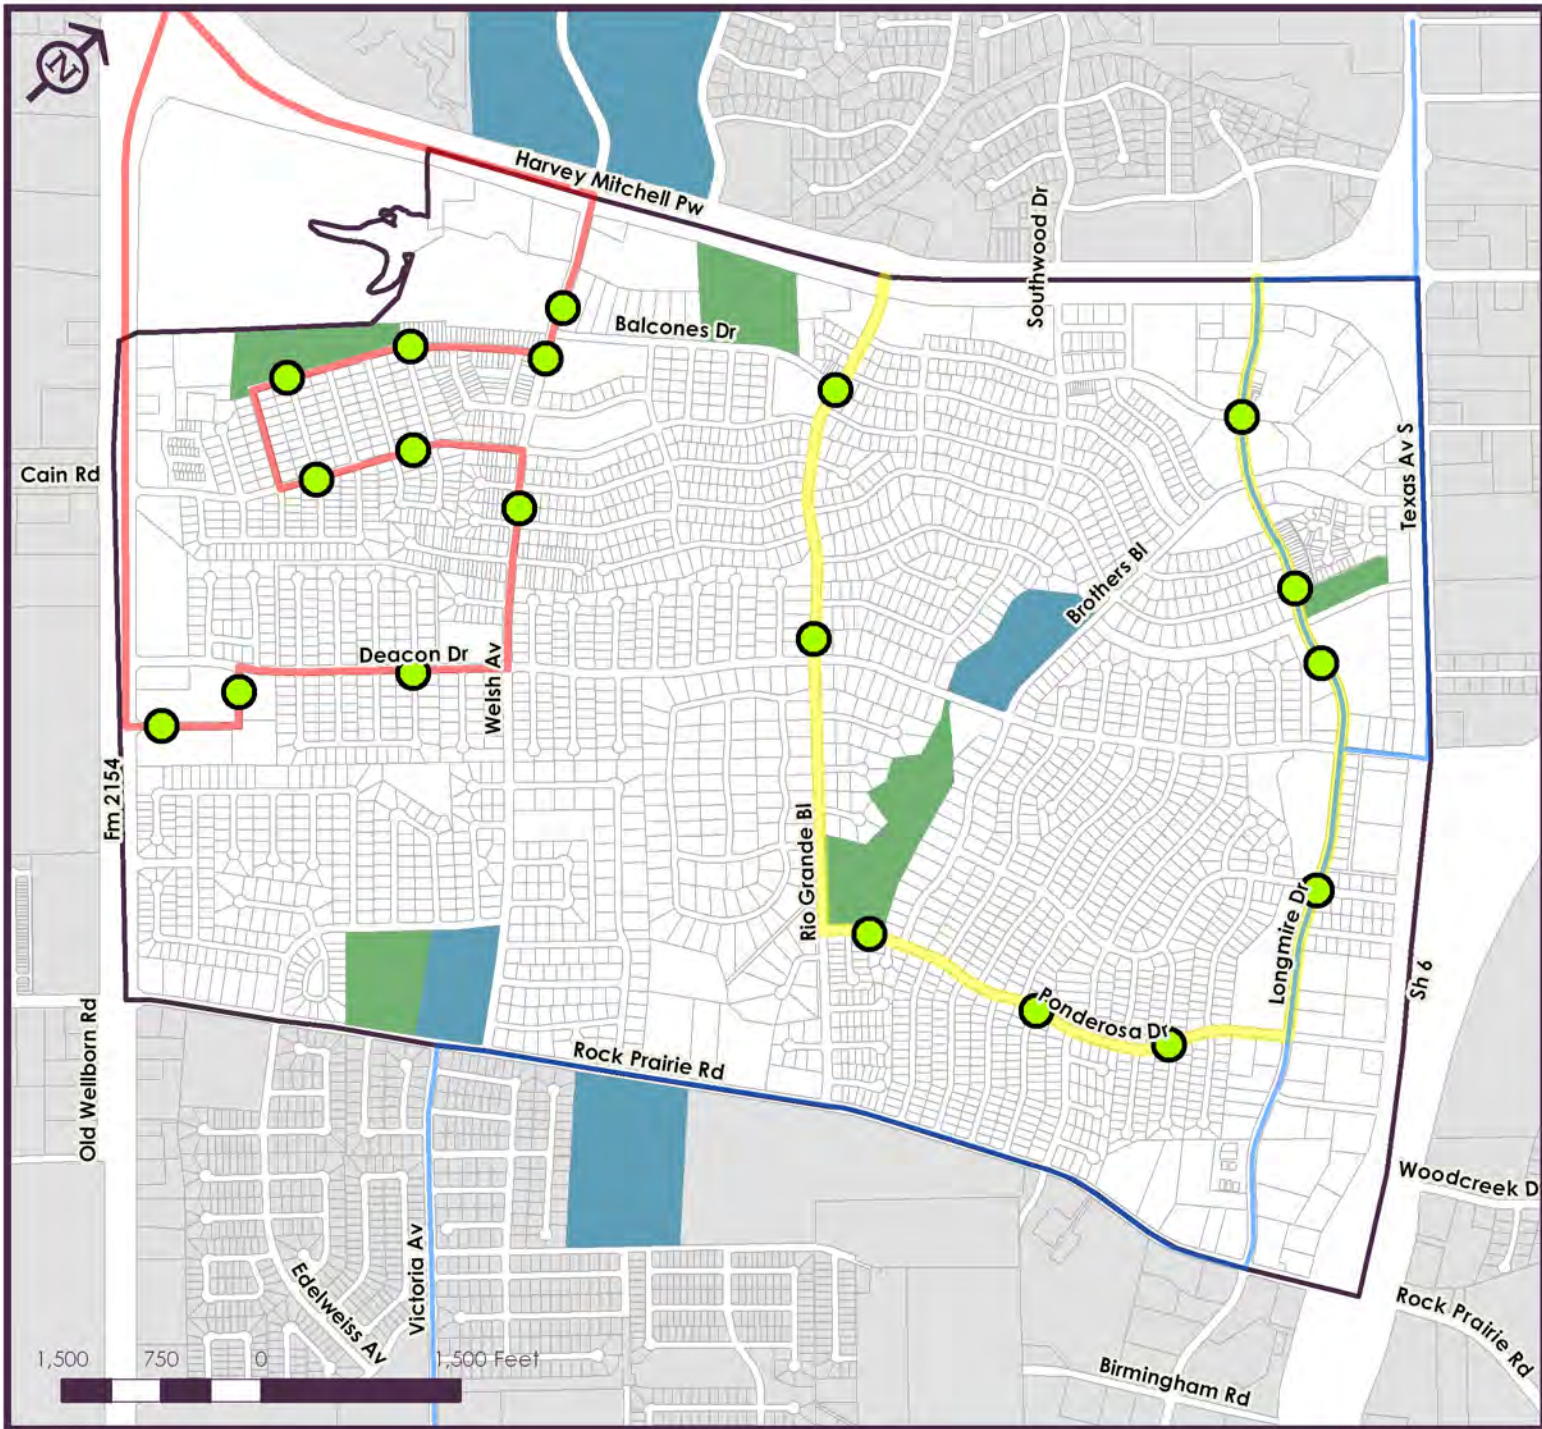 N
Harvey Mitchell Pw
Southwood Dr
Balcones Dr
Texas Av S
Cain Rd
Brothers Bl
Deacon Dr
Welsh Av
Fm 2154
Rio Grande Bl
Longmire Dr
Sh 6
Ponderosa Dr
Old Wellborn Rd
Rock Prairie Rd
Woodcreek D
Victoria Av
Edelweiss Av
Rock Prairie Rd
Birmingham Rd
1,500 750 0 1,500 Feet